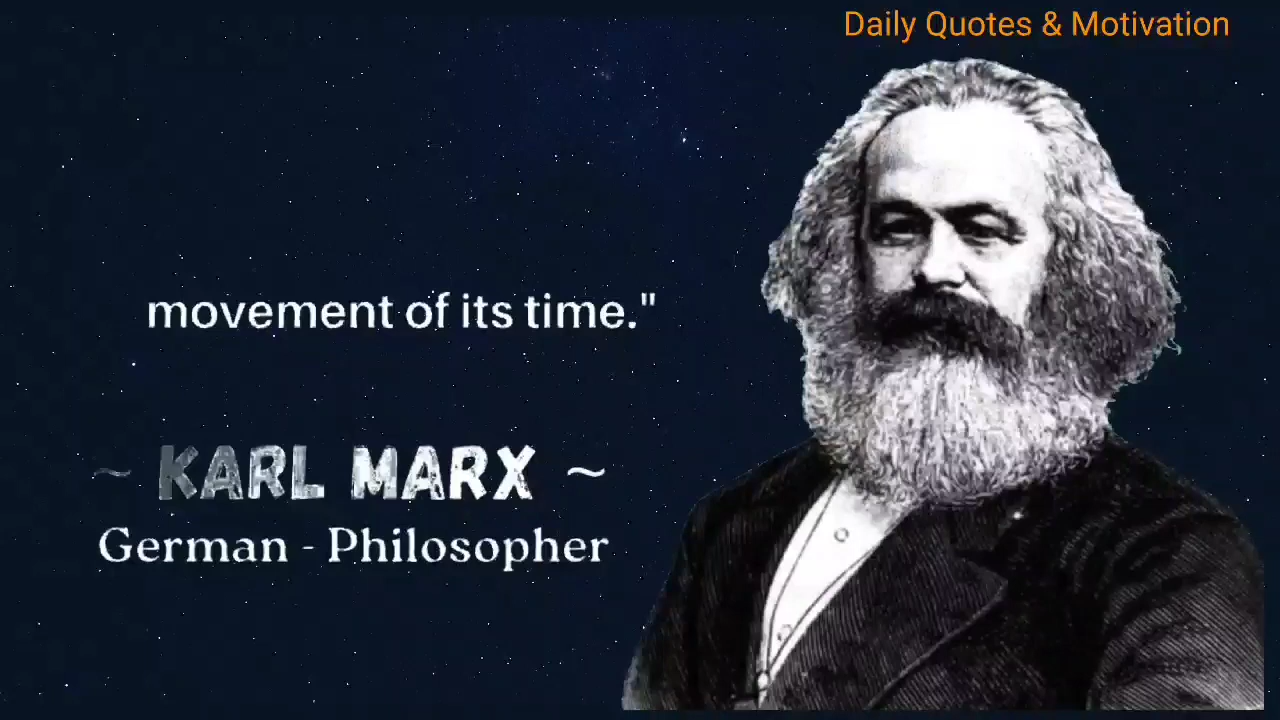 Daily Quotes & Motivation
movement of its time."
~ KARL MARX ~
German - Philosopher